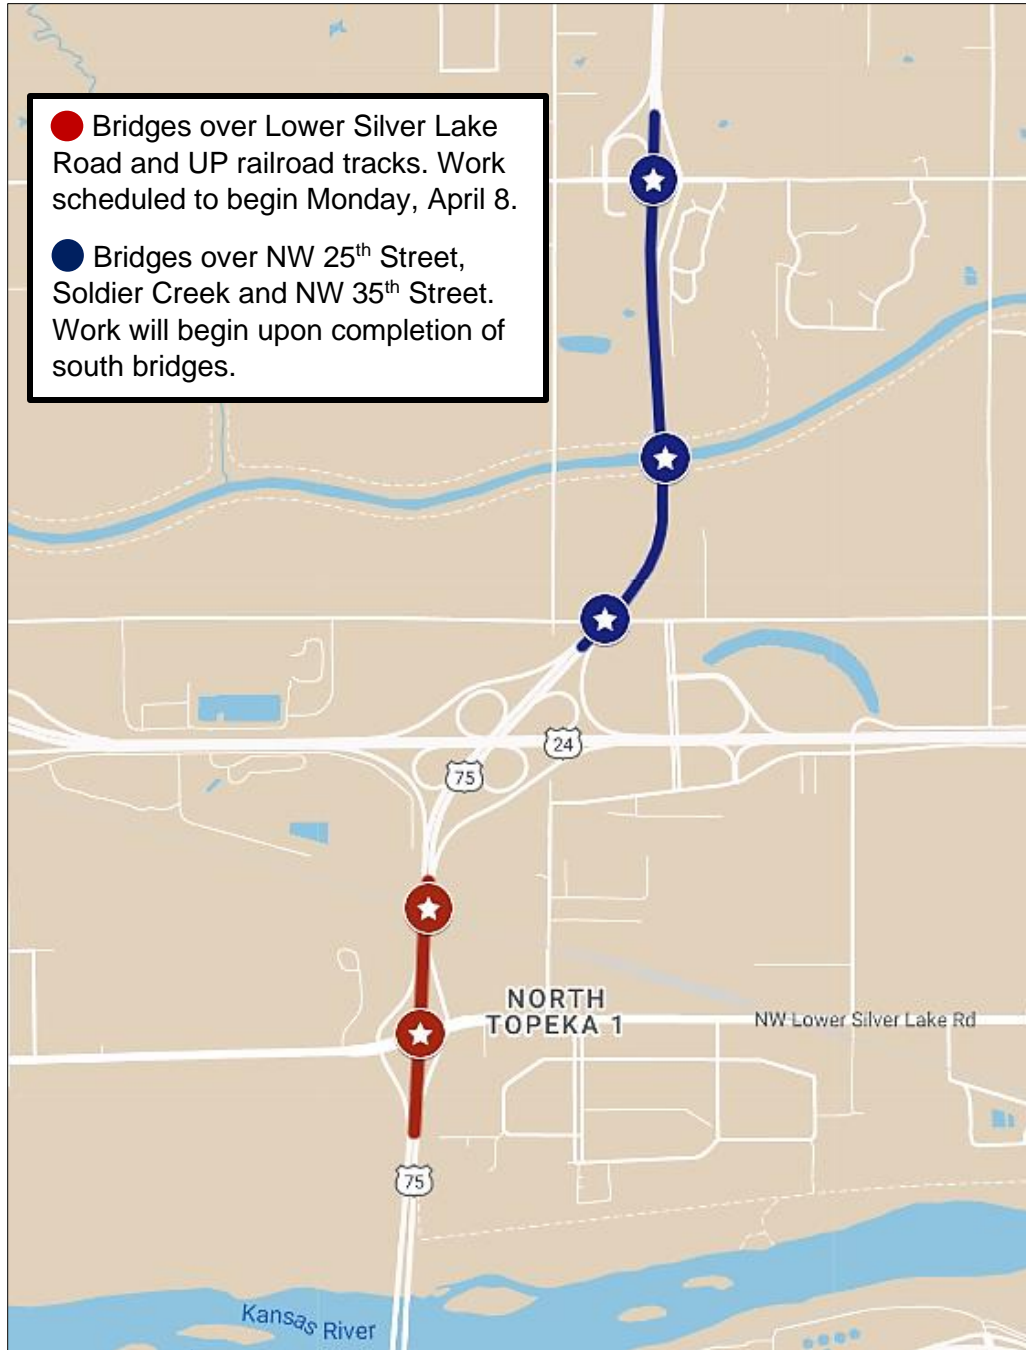 Bridges over Lower Silver Lake
Road and UP railroad tracks. Work
scheduled to begin Monday, April 8.
Bridges over NW 25th Street,
Soldier Creek and NW 35th Street.
Work will begin upon completion of
south bridges.
24
75
NORTH
TOPEKA 1
NW Lower Silver Lake Rd
75
Kansas River